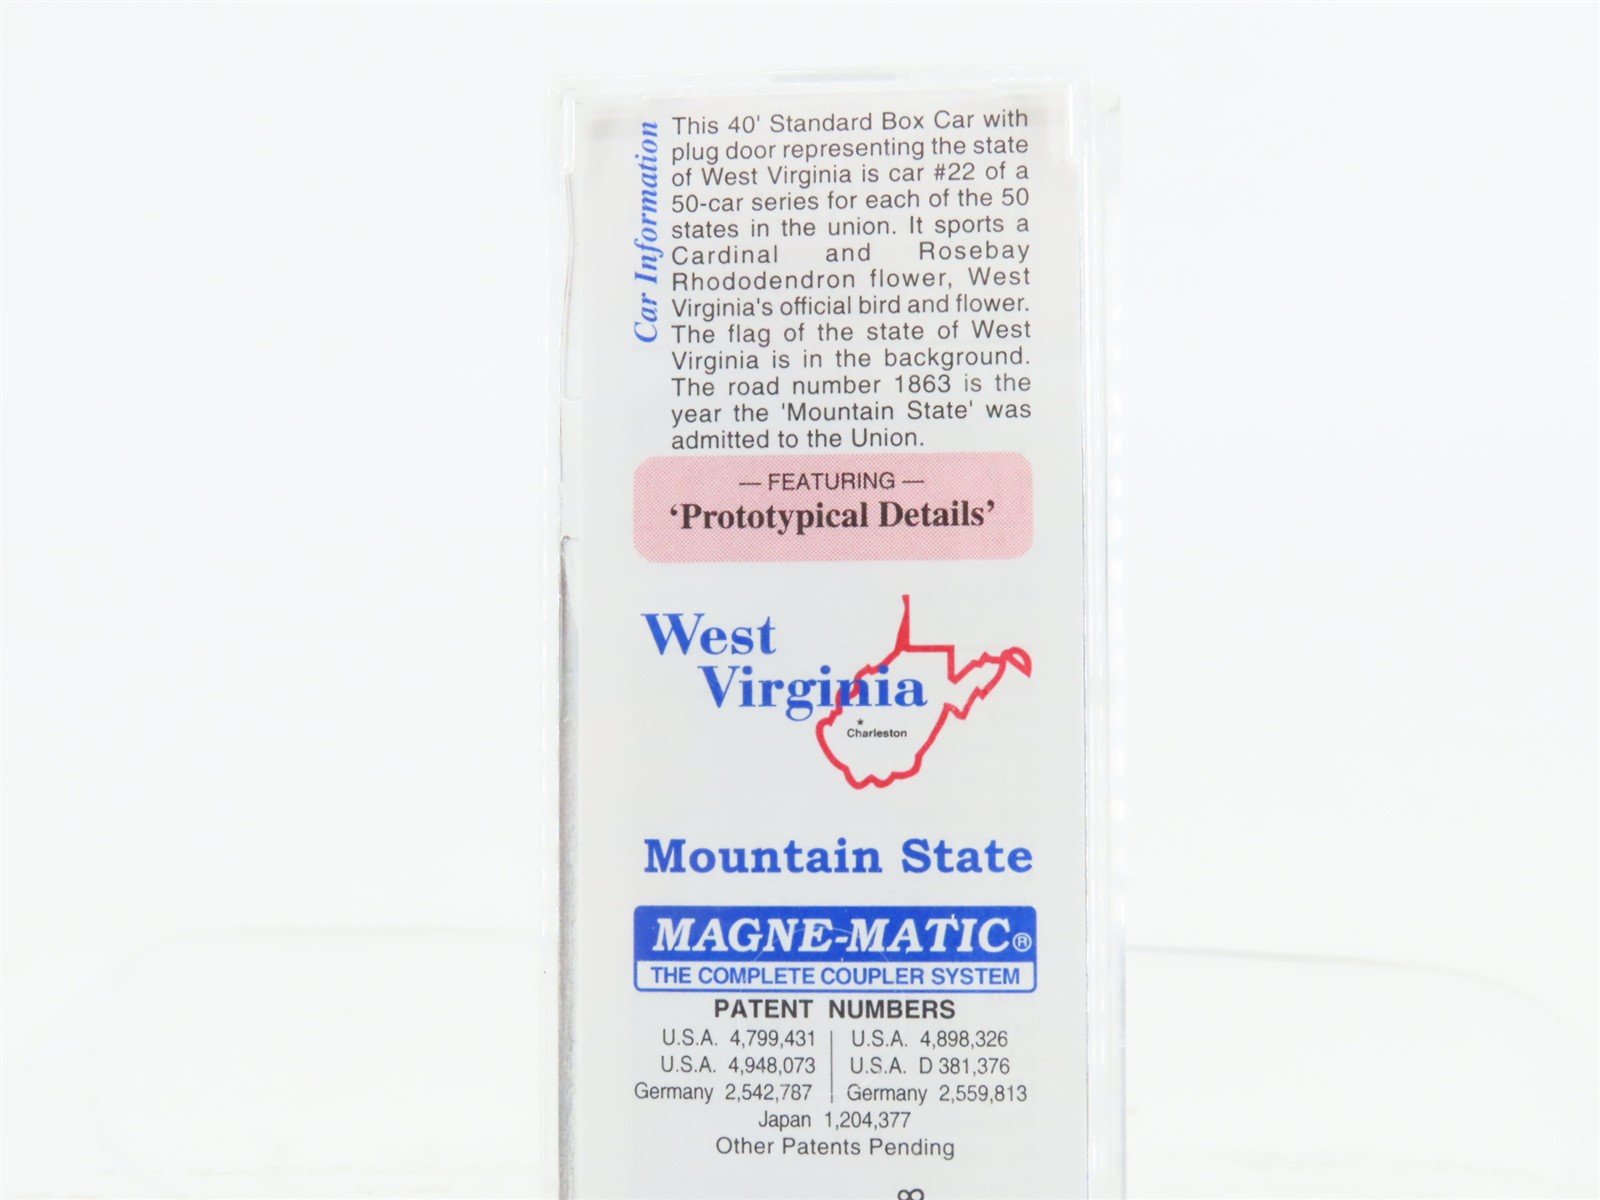 Car Information
This 40' Standard Box Car with
plug door representing the state
of West Virginia is car #22 of a
50-car series for each of the 50
states in the union. It sports a
Cardinal and Rosebay
Rhododendron flower, West
Virginia's official bird and flower.
The flag of the state of West
Virginia is in the background.
The road number 1863 is the
year the 'Mountain State' was
admitted to the Union.
— FEATURING —
‘Prototypical Details’
West
Virginia
Charleston
Mountain State
MAGNE-MATIC®
THE COMPLETE COUPLER SYSTEM
PATENT NUMBERS
U.S.A. 4,799,431 | U.S.A. 4,898,326
U.S.A. 4,948,073 | U.S.A. D 381,376
Germany 2,542,787 | Germany 2,559,813
Japan 1,204,377
Other Patents Pending